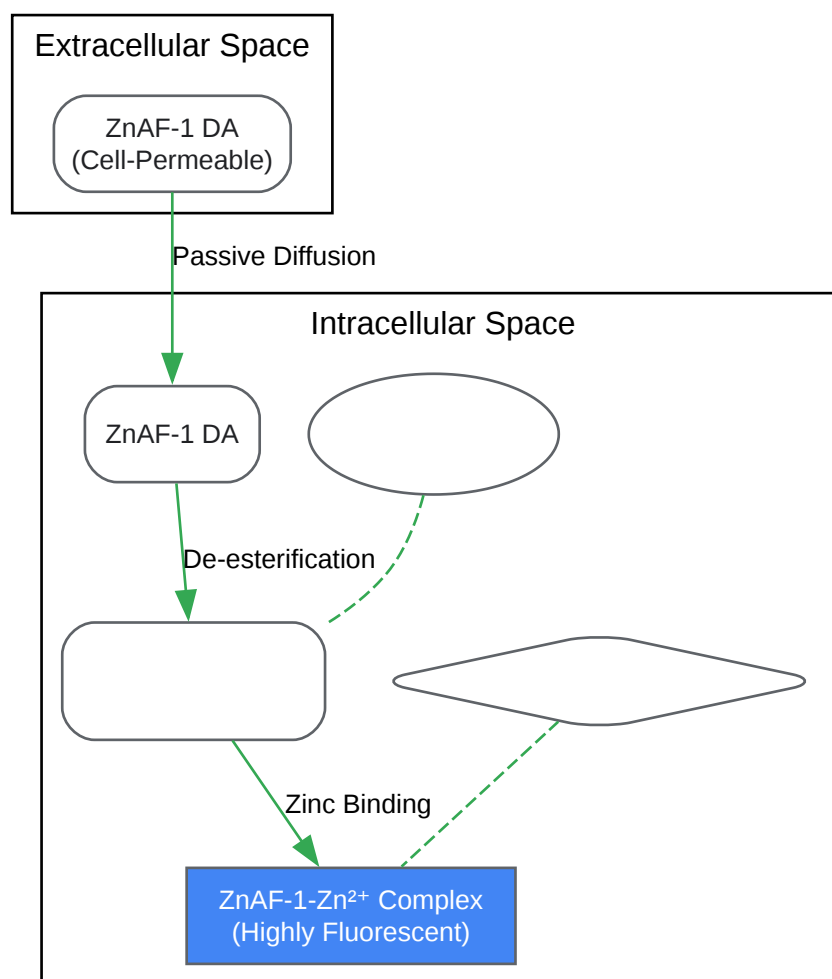 Extracellular Space
ZnAF-1 DA
(Cell-Permeable)
Passive Diffusion
Intracellular Space
ZnAF-1 DA
De-esterification
Zinc Binding
ZnAF-1-Zn²⁺ Complex
(Highly Fluorescent)